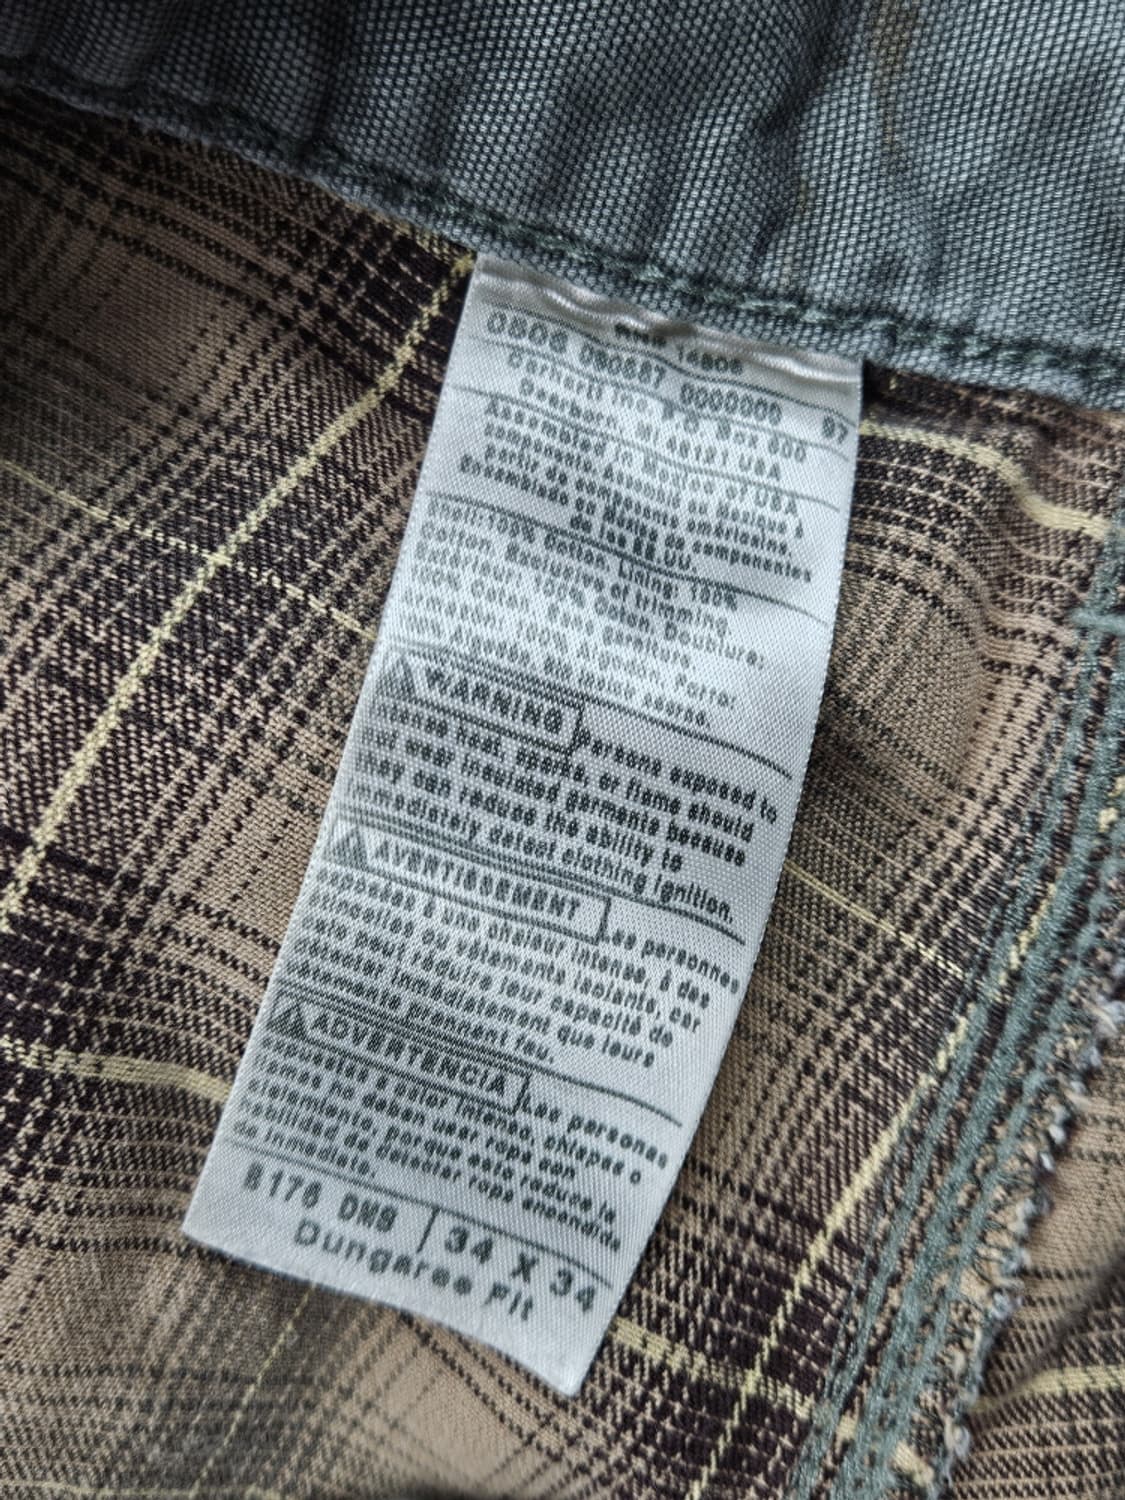 14806
0808 080687 0000000 97
Carhartt Inc. P.O. Box 600
Dearborn, MI 48121 USA
Assembled in Mexico of USA
components. Assemblé au Mexique à
partir de composants américains.
Ensamblado en México de componentes
de los EE.UU.
Shell: 100% Cotton. Lining: 100%
Cotton. Exclusive of trimming.
100% Coton. Doublure:
100% Coton. Sans garniture.
100% Algodón. Forro:
100% Algodón. No incluye adorno.
WARNING Persons exposed to
intense heat, sparks, or flame should
not wear insulated garments because
they can reduce the ability to
immediately detect clothing ignition.
AVERTISSEMENT Les personnes
exposées à une chaleur intense, à des
étincelles ou vêtements isolants, car
cela peut réduire leur capacité de
détecter immédiatement que leurs
vêtements prennent feu.
ADVERTENCIA Las personas
expuestas a calor intenso, chispas o
llamas no deben usar ropa con
aislamiento, porque esta reduce la
habilidad de detectar ropa encendida
de inmediato.
B176 DMS 34 X 34
Dungaree Fit